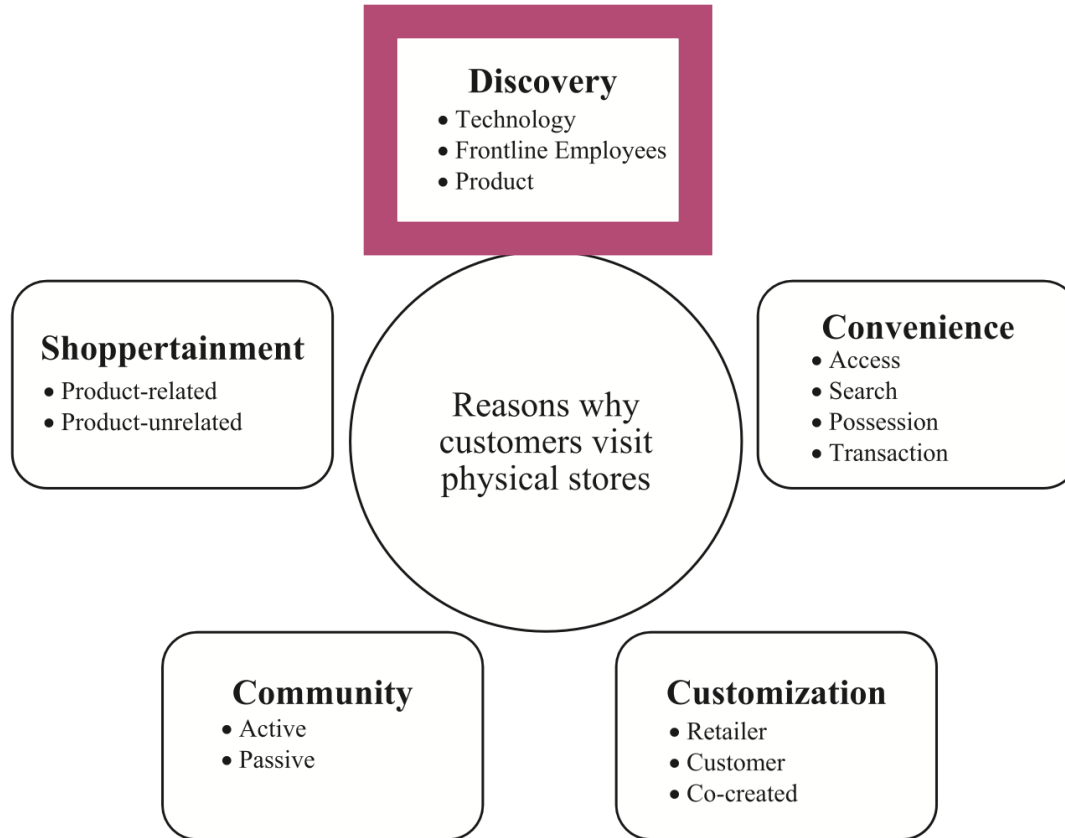 Discovery
• Technology
• Frontline Employees
• Product
Shoppertainment
• Product-related
• Product-unrelated
Reasons why
customers visit
physical stores
Convenience
• Access
• Search
• Possession
• Transaction
Community
• Active
• Passive
Customization
• Retailer
• Customer
• Co-created